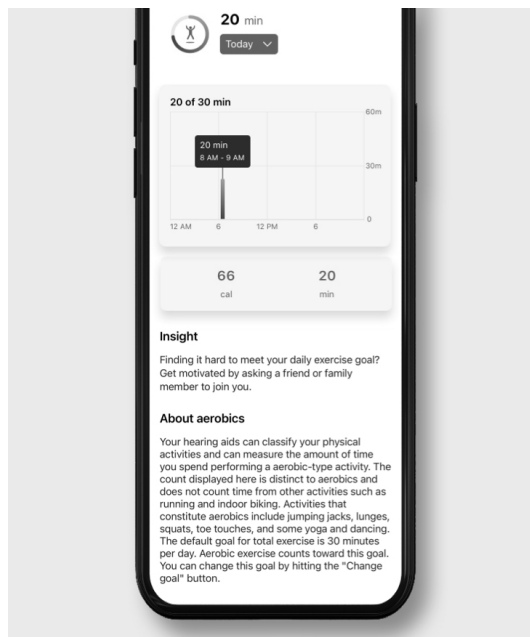 20 min
Today
20 of 30 min
60m
20 min
8 AM - 9 AM
30m
0
12 AM 6 12 PM 6
66 20
cal min
Insight
Finding it hard to meet your daily exercise goal?
Get motivated by asking a friend or family
member to join you.
About aerobics
Your hearing aids can classify your physical
activities and can measure the amount of time
you spend performing a aerobic-type activity. The
count displayed here is distinct to aerobics and
does not count time from other activities such as
running and indoor biking. Activities that
constitute aerobics include jumping jacks, lunges,
squats, toe touches, and some yoga and dancing.
The default goal for total exercise is 30 minutes
per day. Aerobic exercise counts toward this goal.
You can change this goal by hitting the "Change
goal" button.